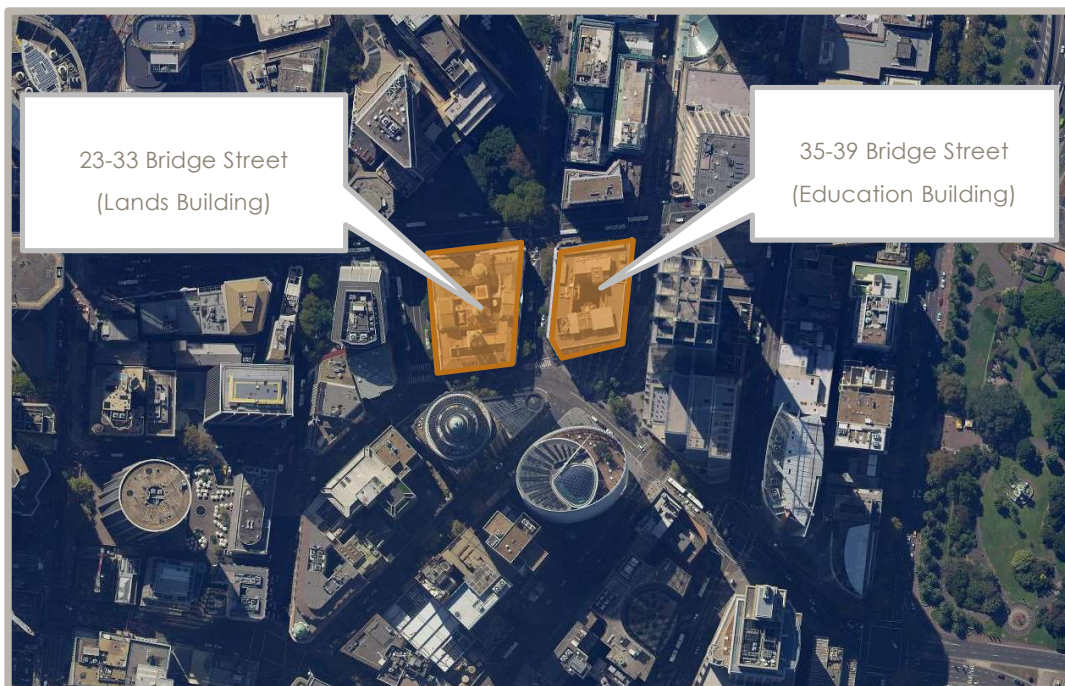 23-33 Bridge Street
(Lands Building)
35-39 Bridge Street
(Education Building)